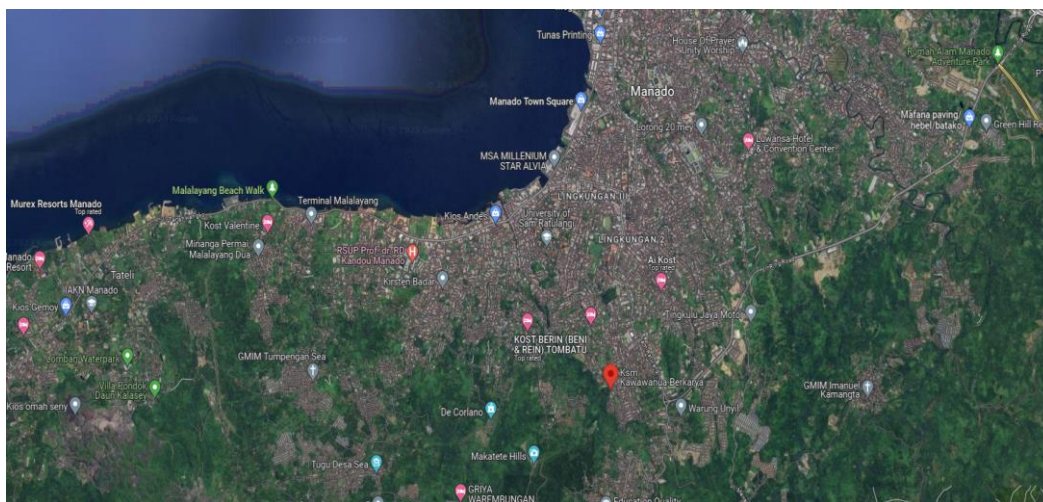 Tunas Printing
House Of Prayer
Unity Worship
Rumah Alam Manado
Adventure Park
Manado
Manado Town Square
Mafana paving
hebel/batako
Green Hill Re
Lorong 20 mey
Luwansa Hotel
& Convention Center
MSA MILLENIUM
STAR ALVIA
Malalayang Beach Walk
LINGKUNGAN III
Murex Resorts Manado
Top rated
Terminal Malalayang
Kios Andes
University of
Sam Ratulangi
Kost Valentine
LINGKUNGAN 2
Minanga Permai
Malalayang Dua
RSUP Prof. dr. RD
Kandou Manado
Manado
Resort
Ai Kost
Top rated
Tateli
Kirsten Badar
IAKN Manado
Kios Gemoy
Tingkulu Jaya Motor
KOST BERIN (BENI
& REIN) TOMBATU
Top rated
Jombang Waterpark
GMIM Tumpengan Sea
Ksm
Kawawanua Berkarya
Villa Pondok
Daun Kalasey
GMIM Imanuel
Kamangta
Kios omah seny
De Corlano
Warung Unyil
Makatete Hills
Tugu Desa Sea
GRIYA
WAREMBUNGAN
Education Quality